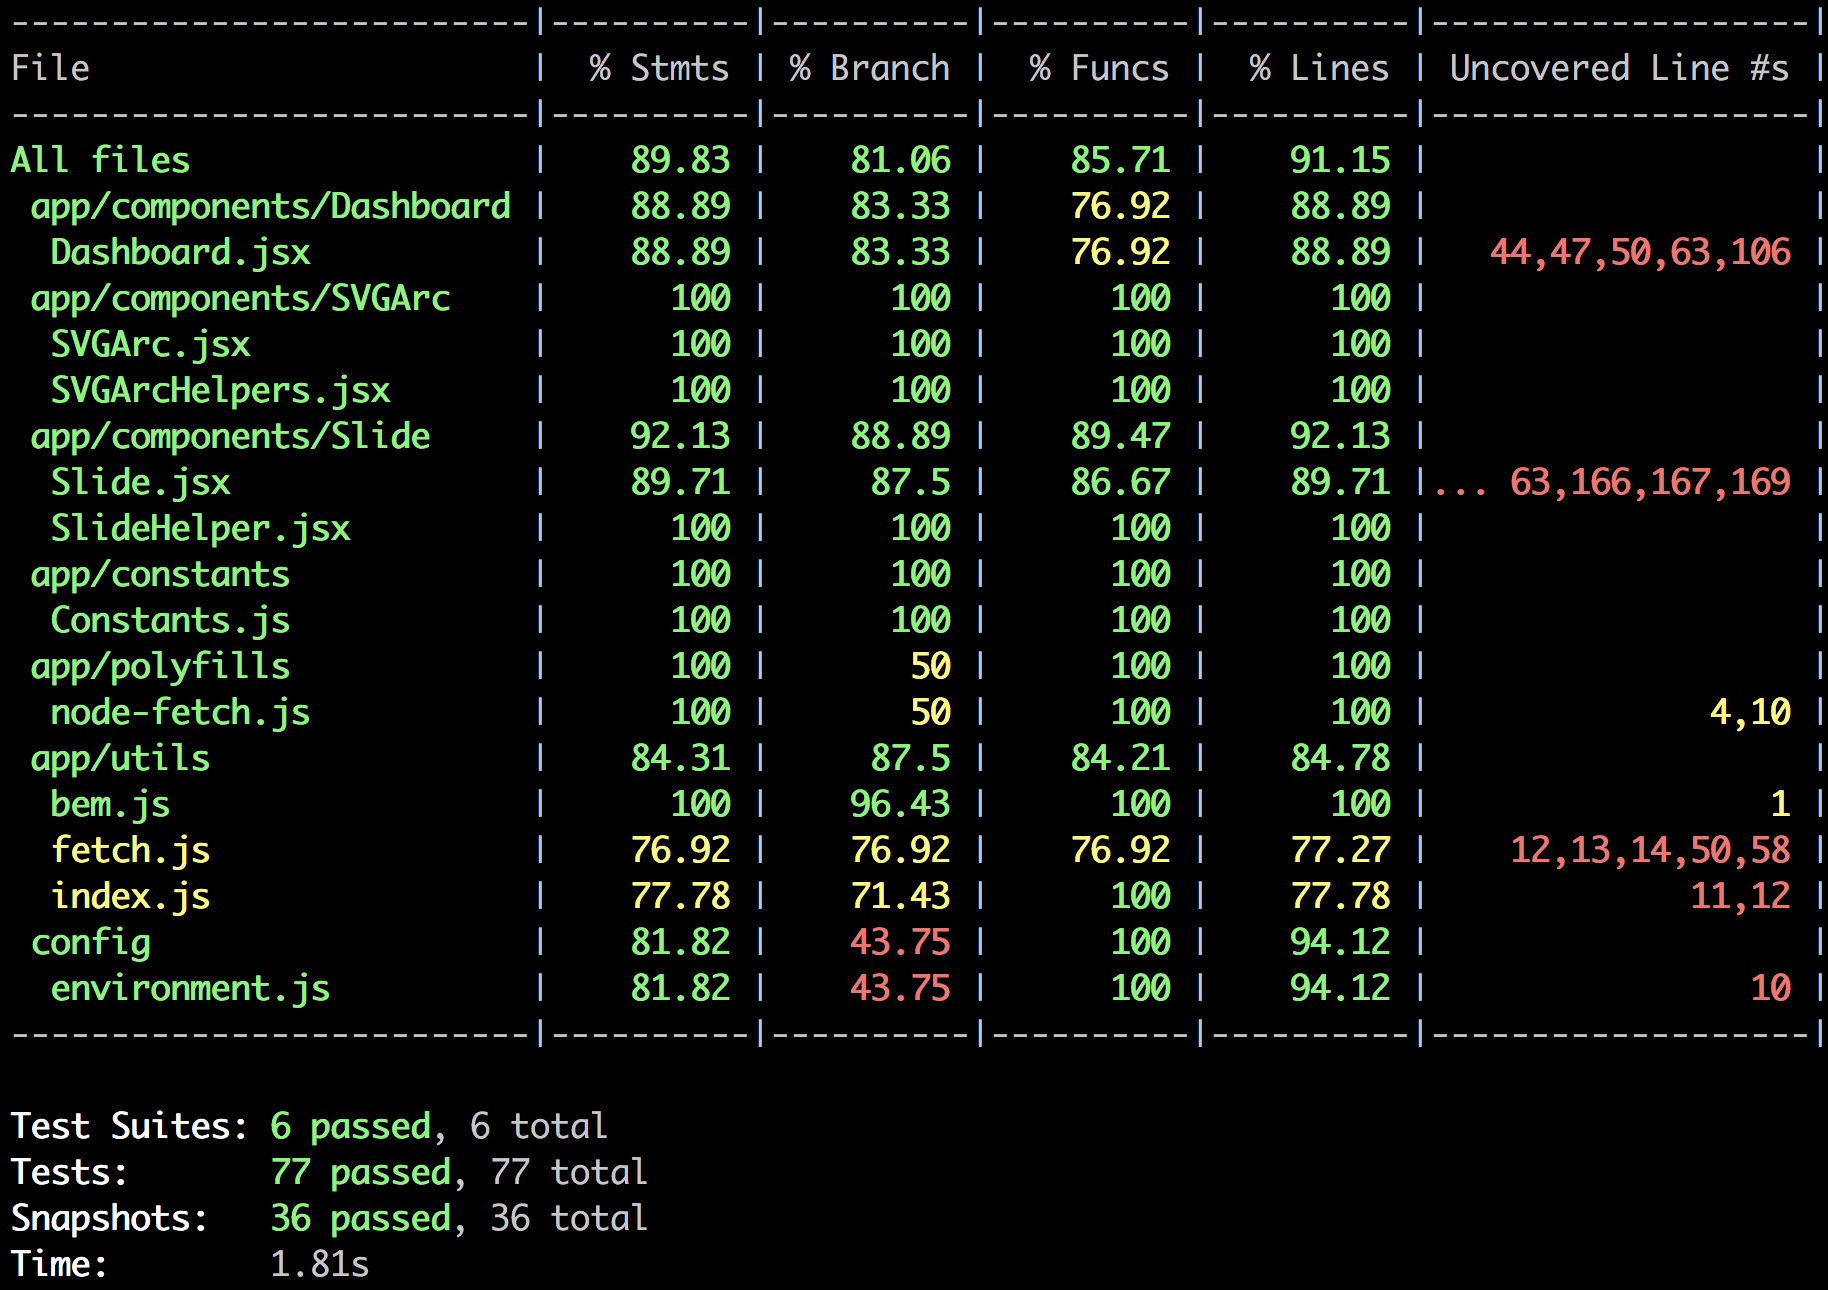 --------------------------|----------|----------|----------|----------|-------------------|
File                      |  % Stmts | % Branch |  % Funcs |  % Lines | Uncovered Line #s |
--------------------------|----------|----------|----------|----------|-------------------|
All files                 |    89.83 |    81.06 |    85.71 |    91.15 |                   |
 app/components/Dashboard |    88.89 |    83.33 |    76.92 |    88.89 |                   |
  Dashboard.jsx           |    88.89 |    83.33 |    76.92 |    88.89 |   44,47,50,63,106 |
 app/components/SVGArc    |      100 |      100 |      100 |      100 |                   |
  SVGArc.jsx              |      100 |      100 |      100 |      100 |                   |
  SVGArcHelpers.jsx       |      100 |      100 |      100 |      100 |                   |
 app/components/Slide     |    92.13 |    88.89 |    89.47 |    92.13 |                   |
  Slide.jsx               |    89.71 |     87.5 |    86.67 |    89.71 |... 63,166,167,169 |
  SlideHelper.jsx         |      100 |      100 |      100 |      100 |                   |
 app/constants            |      100 |      100 |      100 |      100 |                   |
  Constants.js            |      100 |      100 |      100 |      100 |                   |
 app/polyfills            |      100 |       50 |      100 |      100 |                   |
  node-fetch.js           |      100 |       50 |      100 |      100 |              4,10 |
 app/utils                |    84.31 |     87.5 |    84.21 |    84.78 |                   |
  bem.js                  |      100 |    96.43 |      100 |      100 |                 1 |
  fetch.js                |    76.92 |    76.92 |    76.92 |    77.27 |    12,13,14,50,58 |
  index.js                |    77.78 |    71.43 |      100 |    77.78 |             11,12 |
 config                   |    81.82 |    43.75 |      100 |    94.12 |                   |
  environment.js          |    81.82 |    43.75 |      100 |    94.12 |                10 |
--------------------------|----------|----------|----------|----------|-------------------|
Test Suites: 6 passed, 6 total
Tests:       77 passed, 77 total
Snapshots:   36 passed, 36 total
Time:        1.81s